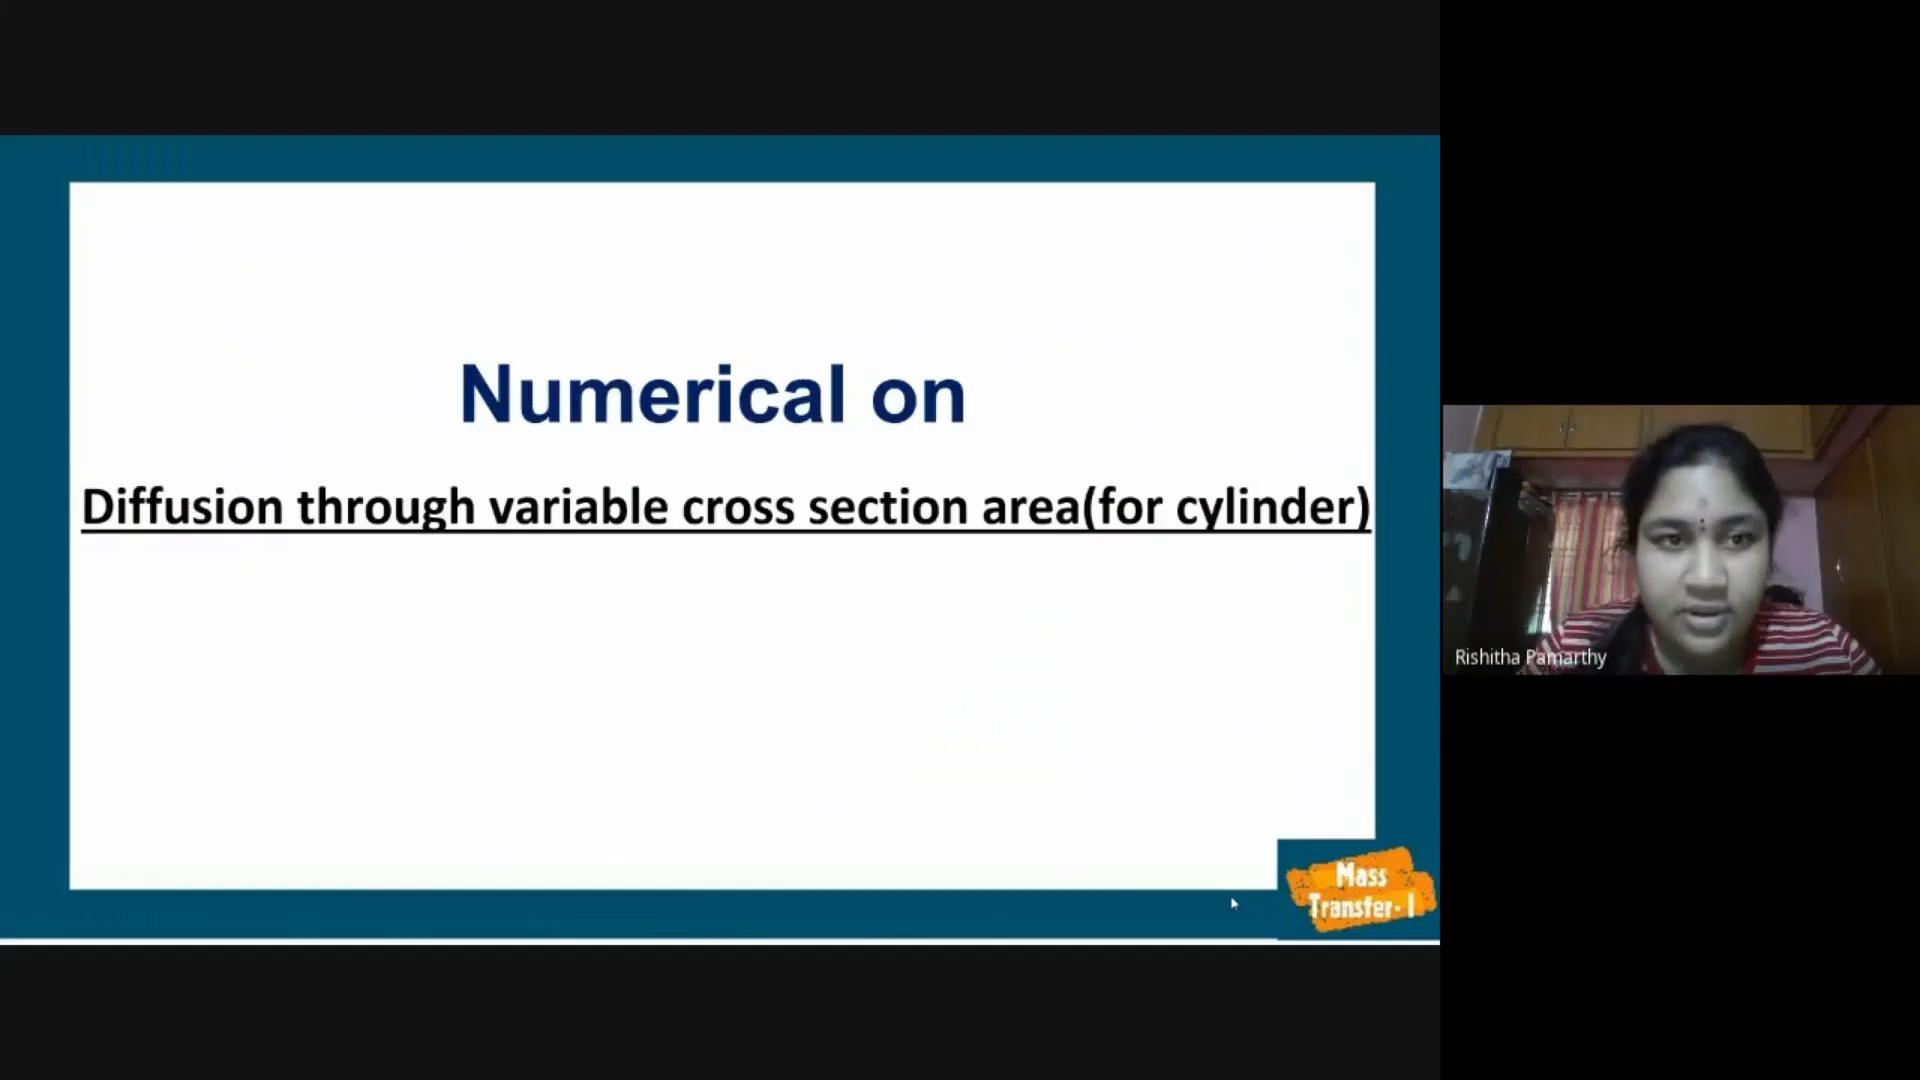 Numerical on
Diffusion through variable cross section area(for cylinder)
Mass
Transfer- I
Rishitha Pamarthy